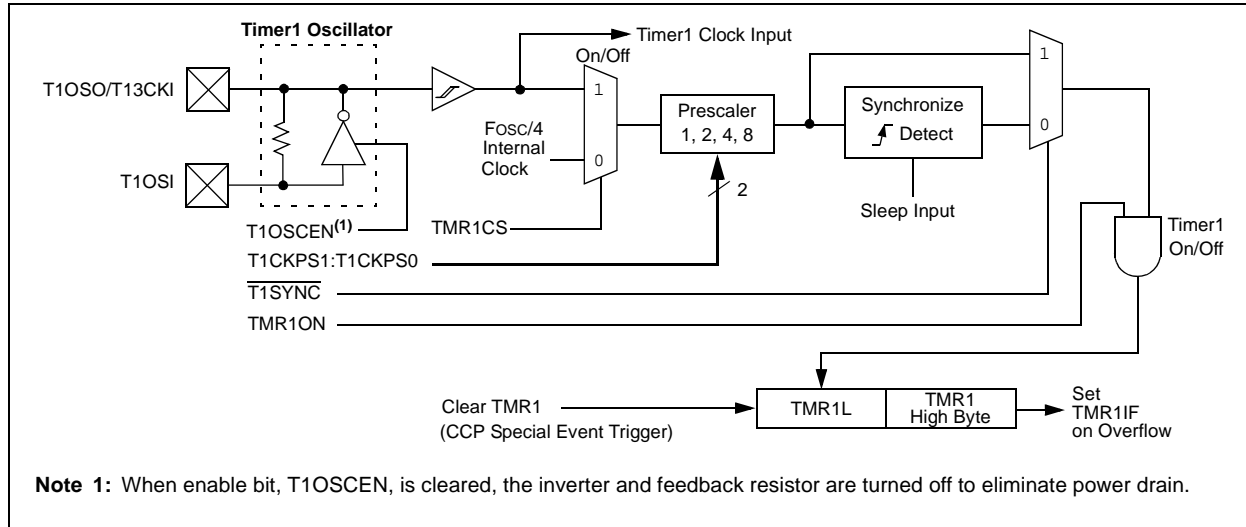 Timer1 Oscillator
T1OSO/T13CKI
T1OSI
Timer1 Clock Input
On/Off
1
0
FOSC/4
Internal
Clock
Prescaler
1, 2, 4, 8
2
Synchronize
Detect
Sleep Input
1
0
T1OSCEN(1)
TMR1CS
T1CKPS1:T1CKPS0
T1SYNC
TMR1ON
Timer1
On/Off
Clear TMR1
(CCP Special Event Trigger)
TMR1L
TMR1
High Byte
Set
TMR1IF
on Overflow
Note 1: When enable bit, T1OSCEN, is cleared, the inverter and feedback resistor are turned off to eliminate power drain.